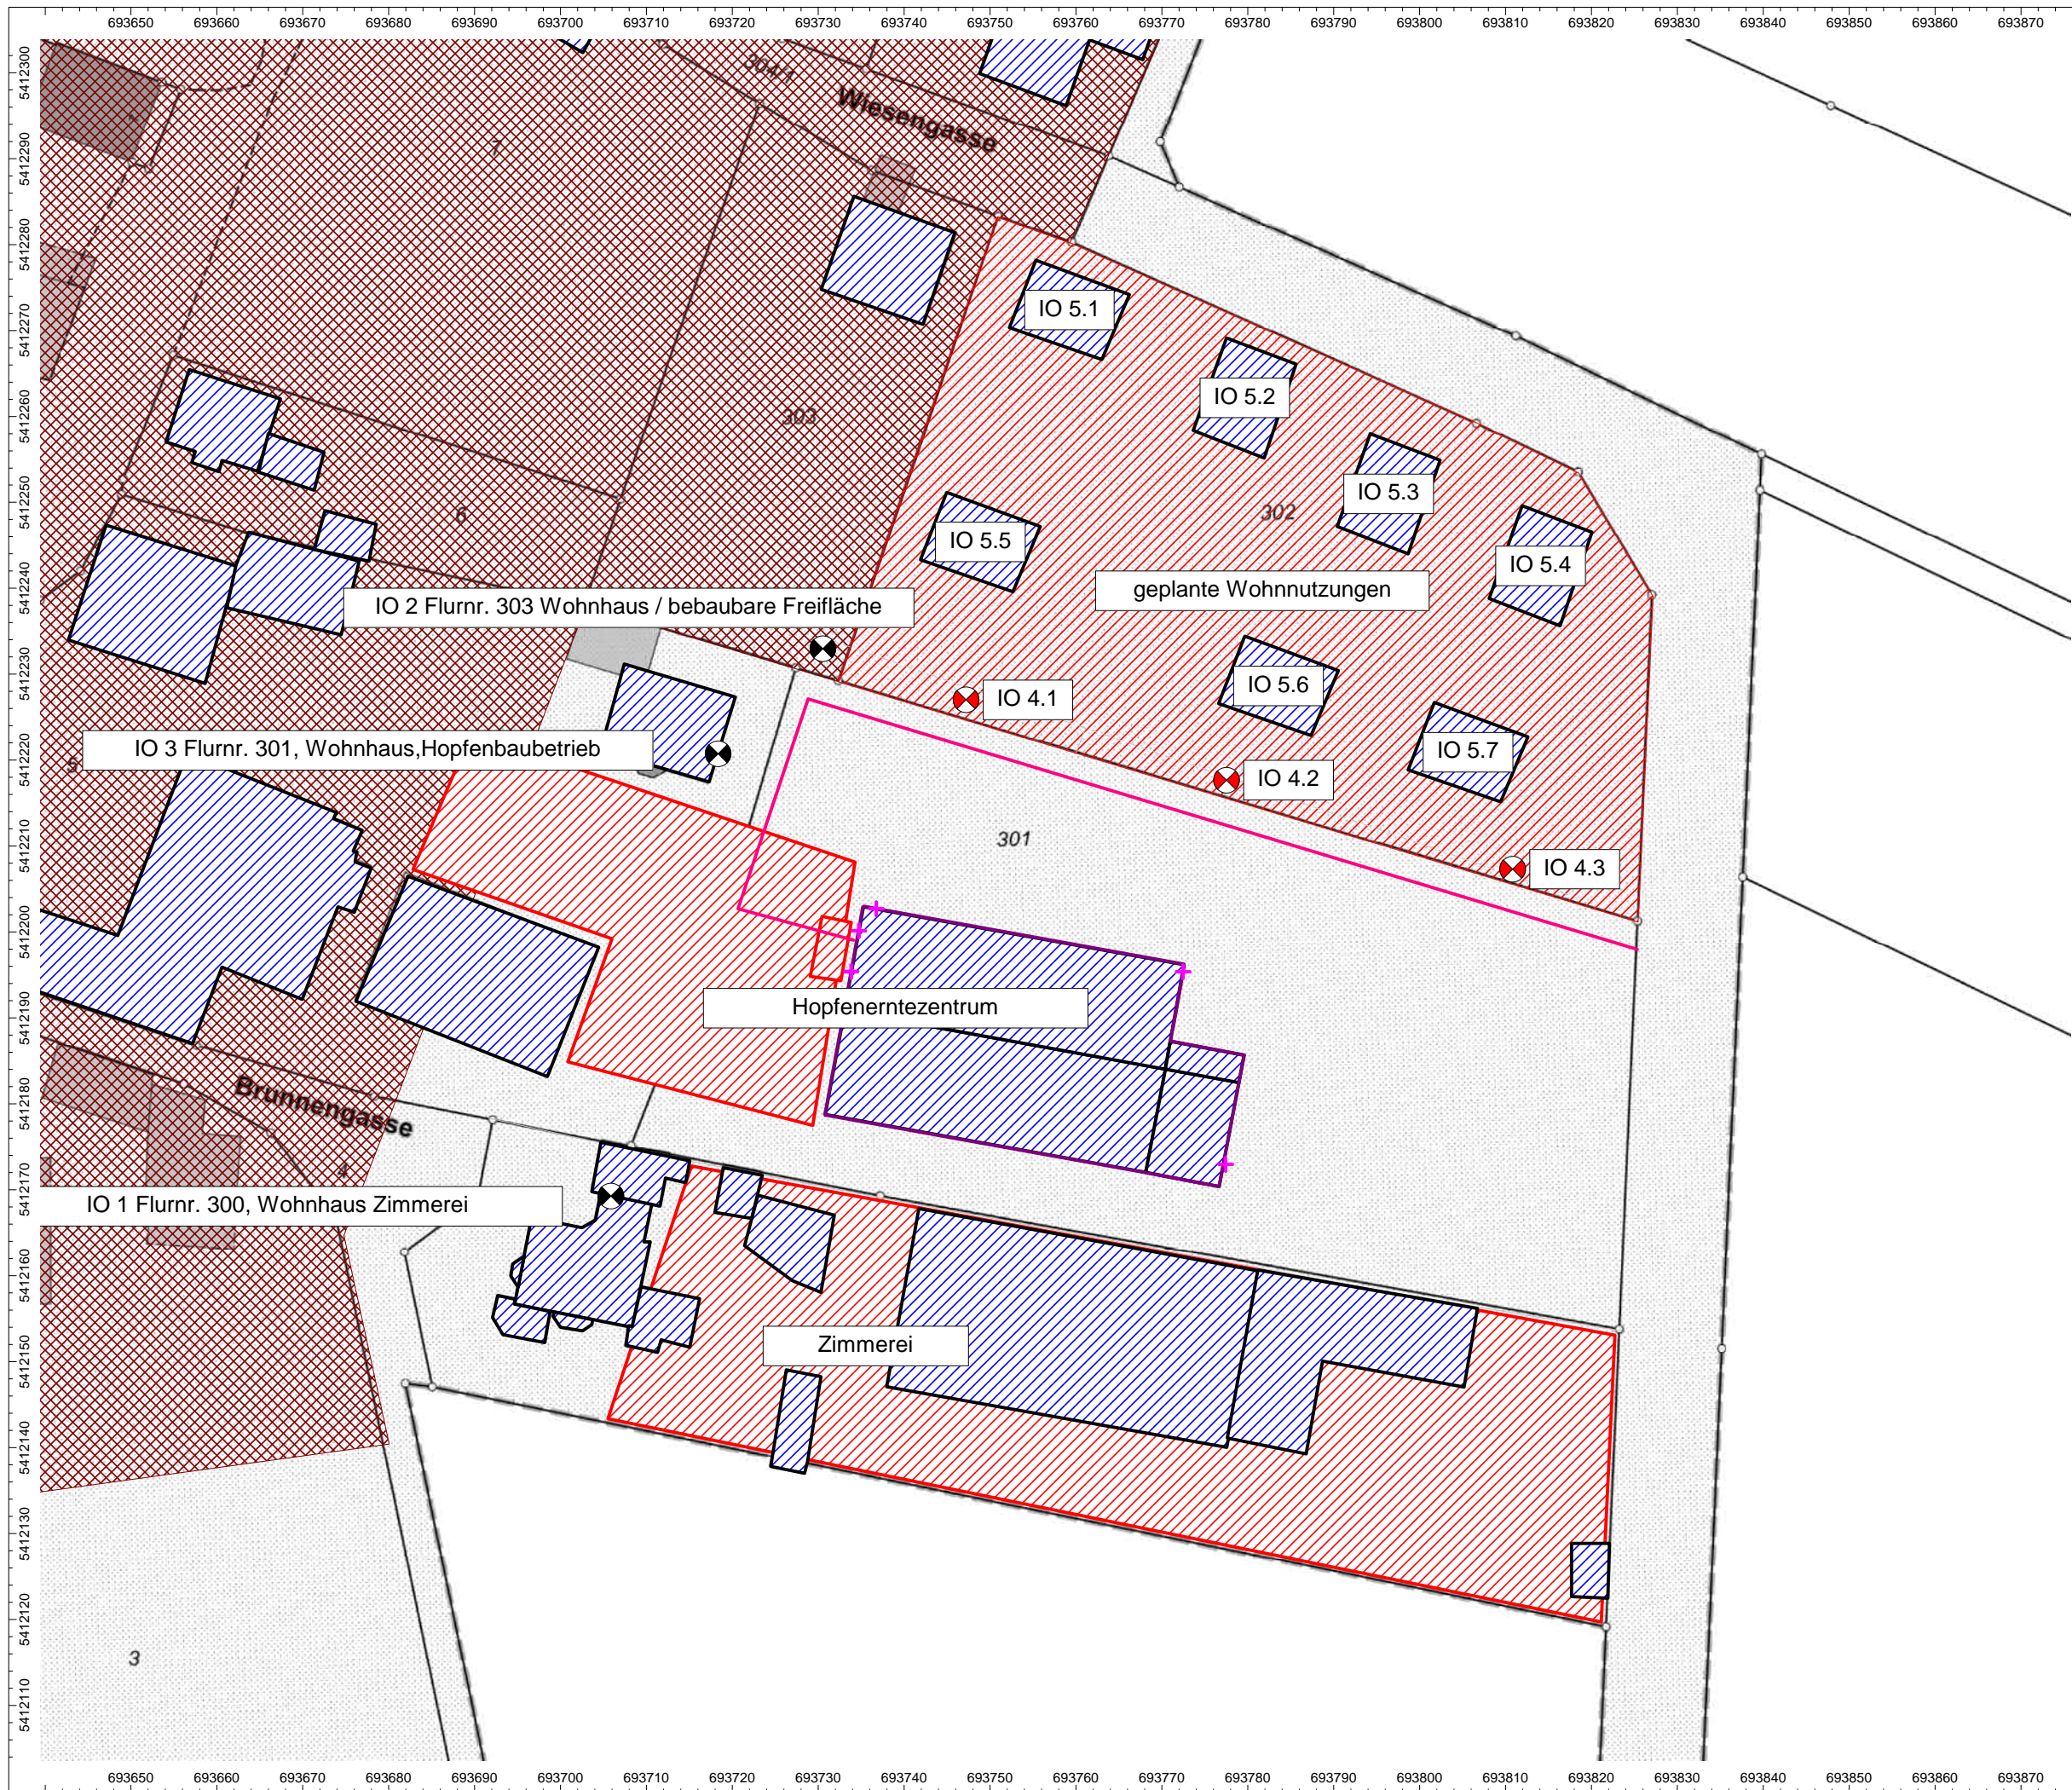 693650 693660 693670 693680 693690 693700 693710 693720 693730 693740 693750 693760 693770 693780 693790 693800 693810 693820 693830 693840 693850 693860 693870
5412300
5412290
5412280
5412270
5412260
5412250
5412240
5412230
5412220
5412210
5412200
5412190
5412180
5412170
5412160
5412150
5412140
5412130
5412120
5412110
304/1
Wiesengasse
7
IO 5.1
IO 5.2
303
IO 5.3
302
6
IO 5.5
IO 5.4
geplante Wohnnutzungen
IO 2 Flurnr. 303 Wohnhaus / bebaubare Freifläche
IO 5.6
IO 4.1
IO 3 Flurnr. 301, Wohnhaus,Hopfenbaubetrieb
IO 5.7
5
IO 4.2
301
IO 4.3
Hopfenerntezentrum
Brunnengasse
4
IO 1 Flurnr. 300, Wohnhaus Zimmerei
Zimmerei
3
693650 693660 693670 693680 693690 693700 693710 693720 693730 693740 693750 693760 693770 693780 693790 693800 693810 693820 693830 693840 693850 693860 693870